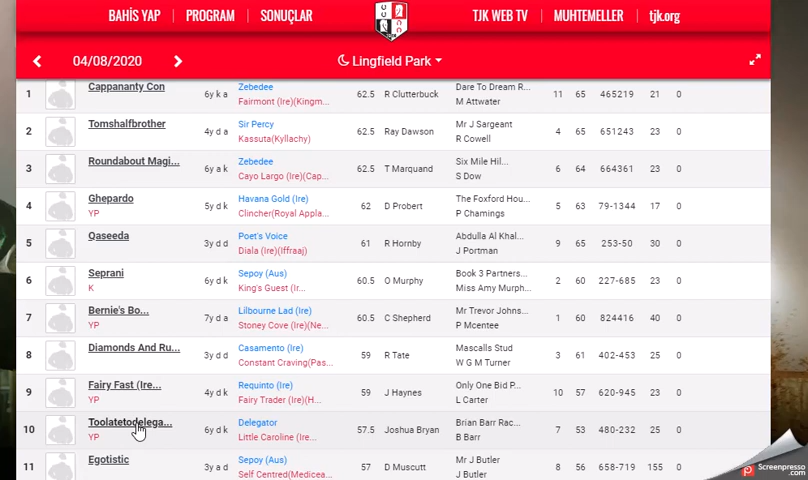 BAHİS YAP PROGRAM SONUÇLAR TJK WEB TV MUHTEMELLER tjk.org
04/08/2020 Lingfield Park
1 Cappananty Con 6y k a Zebedee Fairmont (Ire)(Kingm... 62.5 R Clutterbuck Dare To Dream R... M Attwater 11 65 465219 21 0
2 Tomshalfbrother 4y d a Sir Percy Kassuta(Kyllachy) 62.5 Ray Dawson Mr J Sargeant R Cowell 4 65 651243 23 0
3 Roundabout Magi... 6y a k Zebedee Cayo Largo (Ire)(Cap... 62.5 T Marquand Six Mile Hil... S Dow 6 64 664361 23 0
4 Ghepardo YP 5y d k Havana Gold (Ire) Clincher(Royal Appla... 62 D Probert The Foxford Hou... P Chamings 5 63 79-1344 17 0
5 Qaseeda 3y d d Poet's Voice Diala (Ire)(Iffraaj) 61 R Hornby Abdulla Al Khal... J Portman 9 65 253-50 30 0
6 Seprani K 6y d k Sepoy (Aus) King's Guest (Ir... 60.5 O Murphy Book 3 Partners... Miss Amy Murph... 2 60 227-685 23 0
7 Bernie's Bo... YP 7y d a Lilbourne Lad (Ire) Stoney Cove (Ire)(Ne... 60.5 C Shepherd Mr Trevor Johns... P Mcentee 1 60 824416 40 0
8 Diamonds And Ru... 3y d d Casamento (Ire) Constant Craving(Pas... 59 R Tate Mascalls Stud W G M Turner 3 61 402-453 25 0
9 Fairy Fast (Ire... YP 4y d k Requinto (Ire) Fairy Trader (Ire)(H... 59 J Haynes Only One Bid P... L Carter 10 57 620-945 23 0
10 Toolatetodelega... YP 6y d k Delegator Little Caroline (Ire... 57.5 Joshua Bryan Brian Barr Rac... B Barr 7 53 480-232 25 0
11 Egotistic 3y a d Sepoy (Aus) Self Centred(Medicea... 57 D Muscutt Mr J Butler J Butler 8 56 658-719 155 0
Screenpresso.com